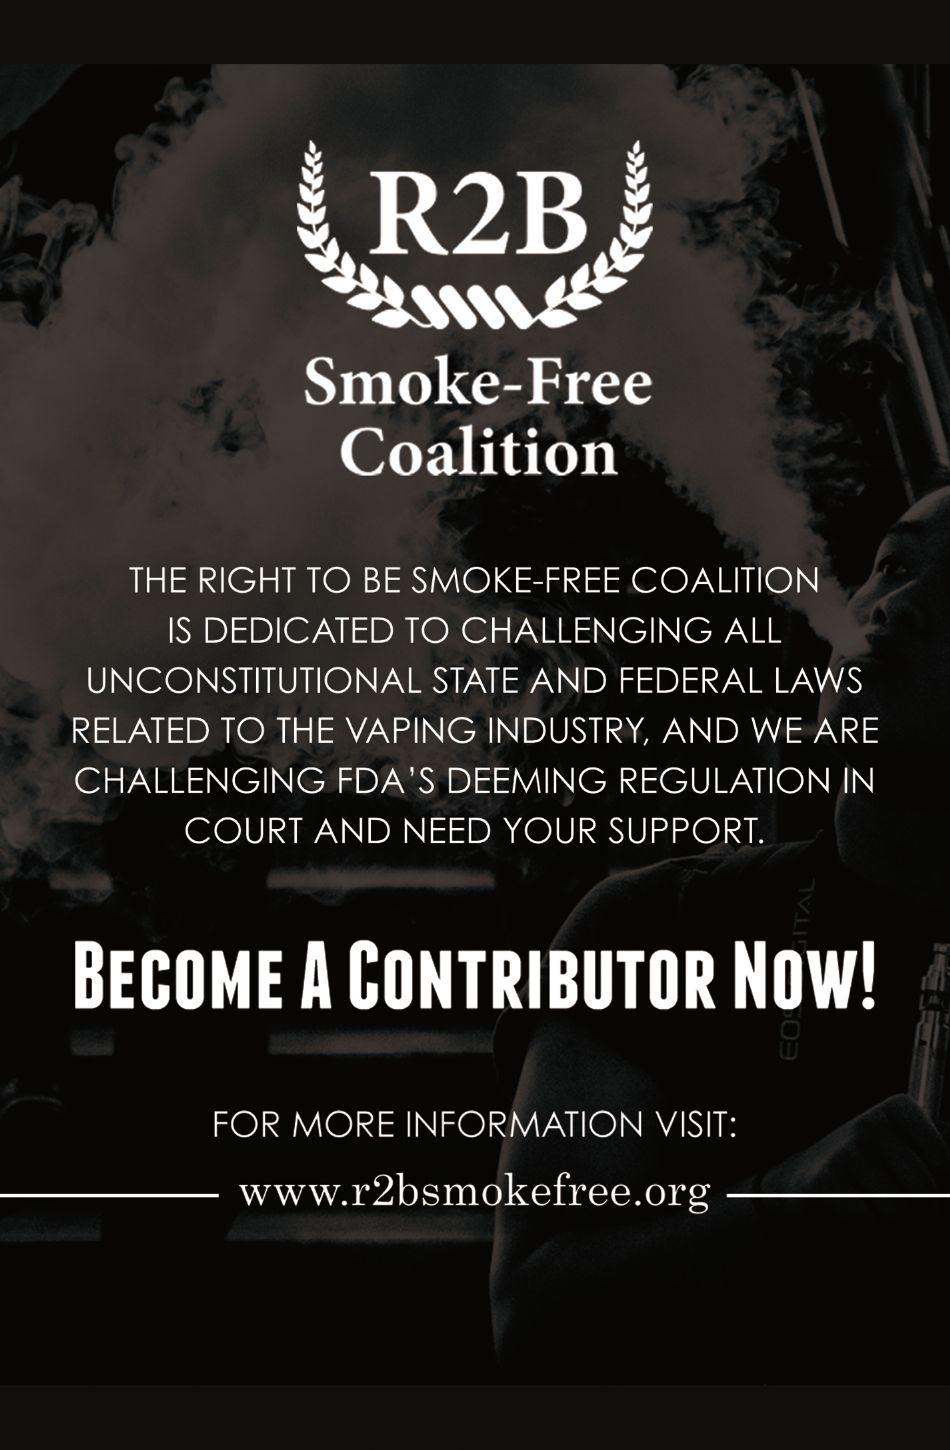 R2B
Smoke-Free
Coalition
THE RIGHT TO BE SMOKE-FREE COALITION
IS DEDICATED TO CHALLENGING ALL
UNCONSTITUTIONAL STATE AND FEDERAL LAWS
RELATED TO THE VAPING INDUSTRY, AND WE ARE
CHALLENGING FDA'S DEEMING REGULATION IN
COURT AND NEED YOUR SUPPORT.
BECOME A CONTRIBUTOR NOW!
FOR MORE INFORMATION VISIT:
www.r2bsmokefree.org